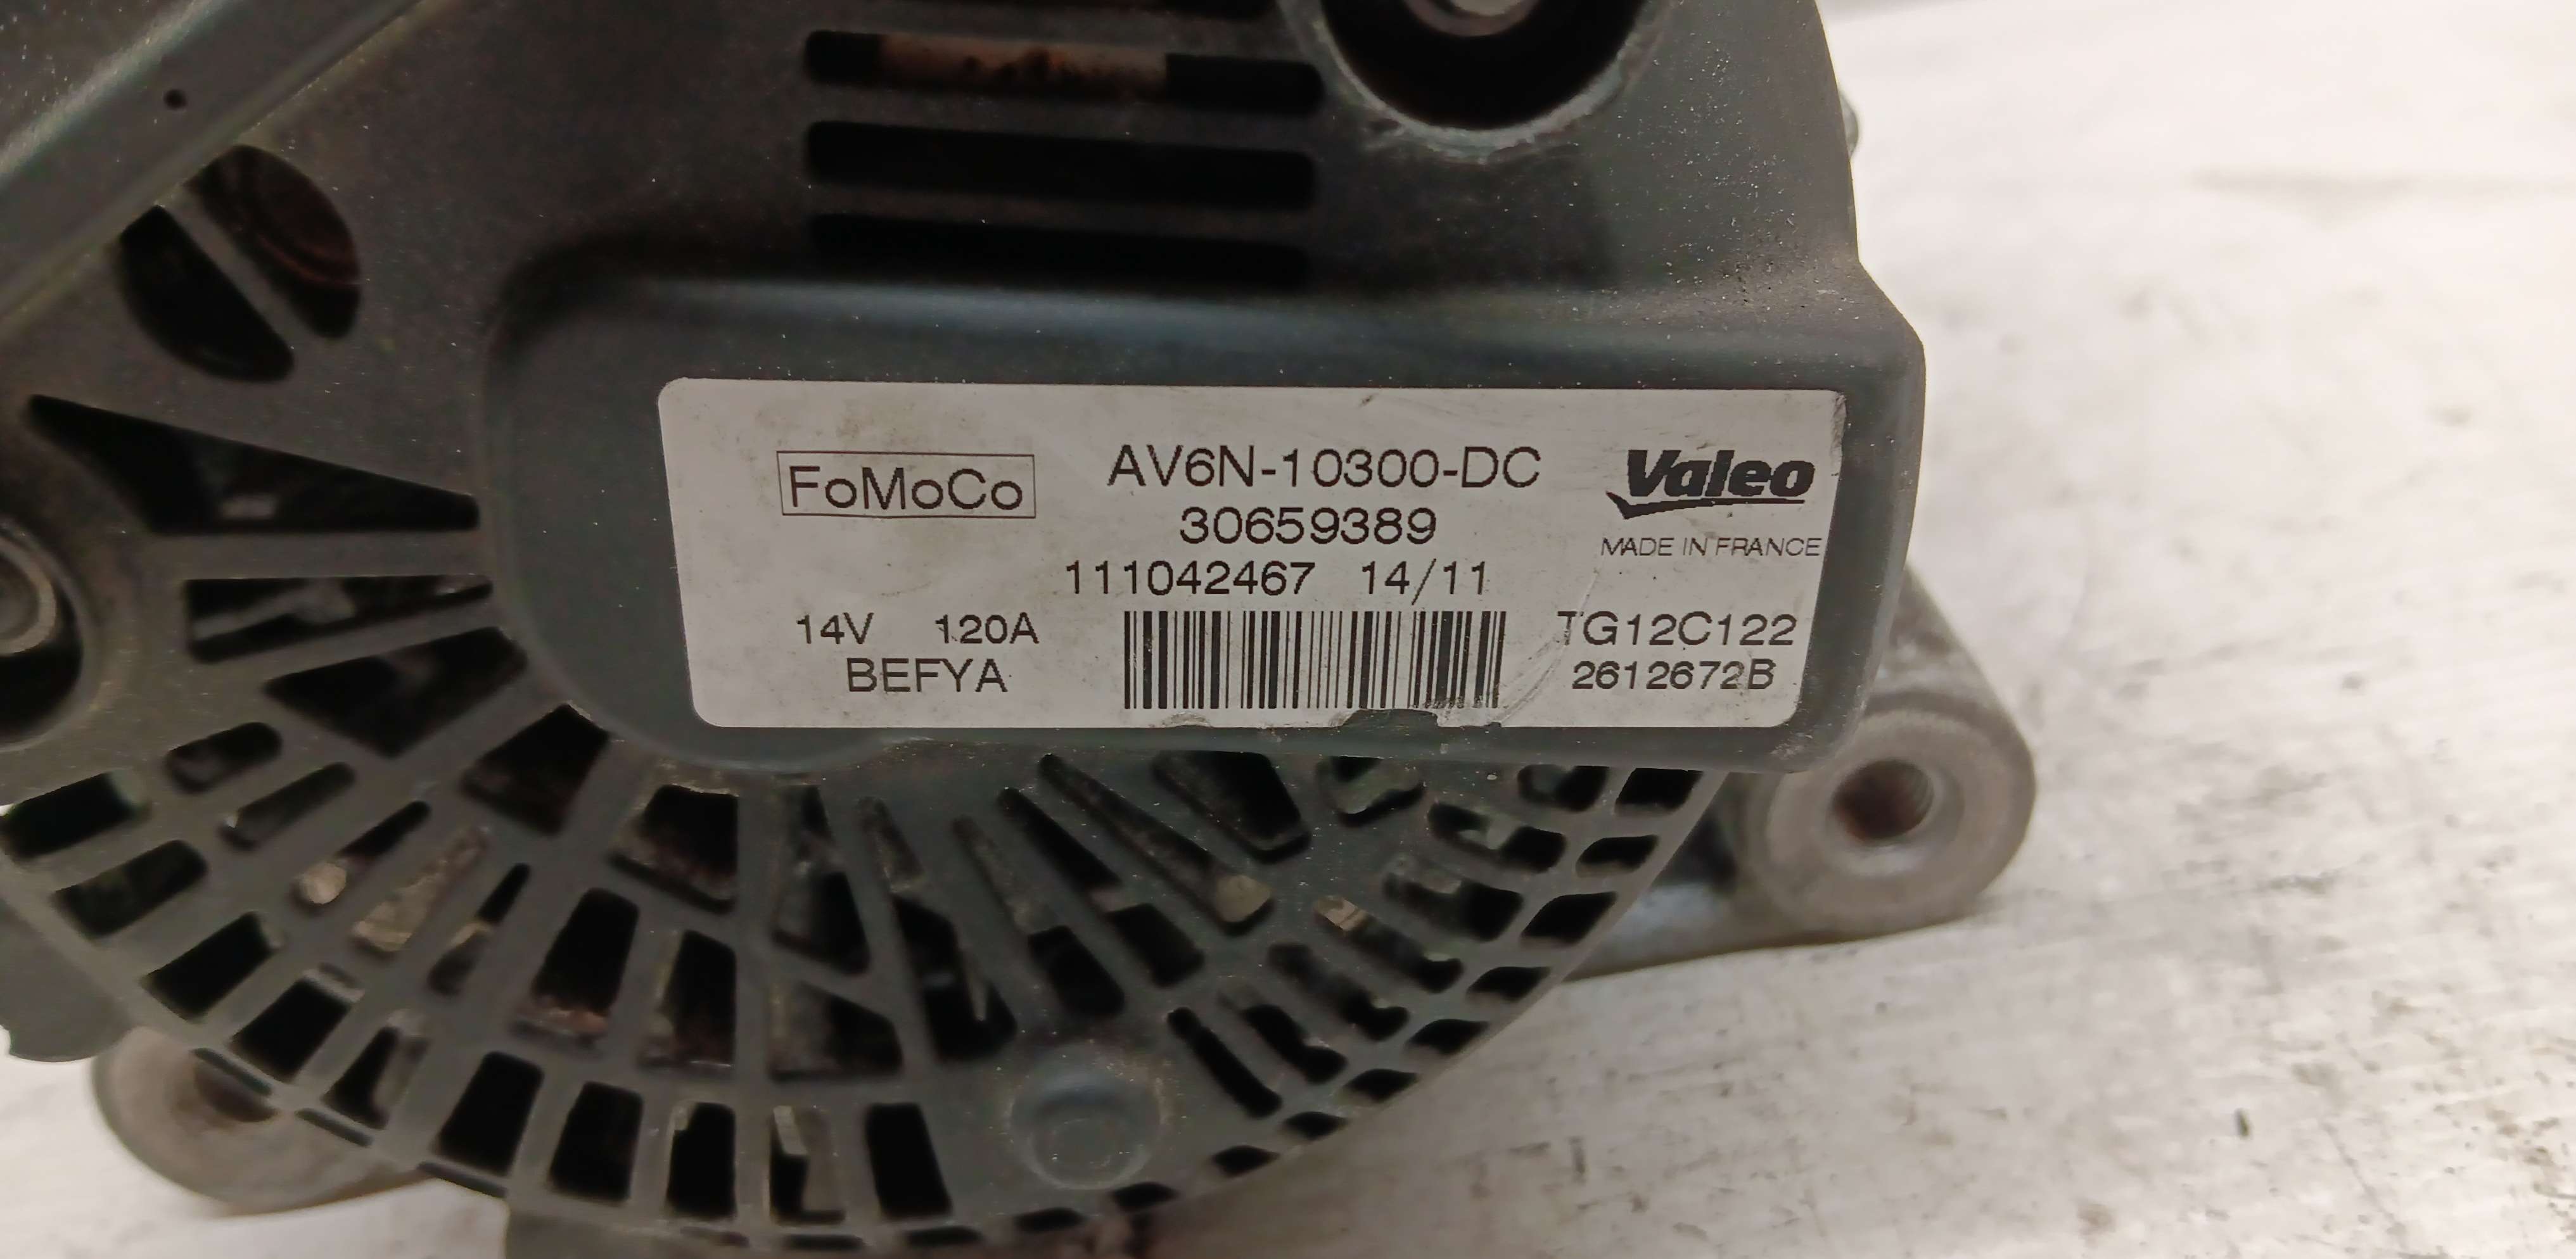 FoMoCo
AV6N-10300-DC
30659389
111042467 14/11
Valeo
MADE IN FRANCE
14V 120A
BEFYA
TG12C122
2612672B